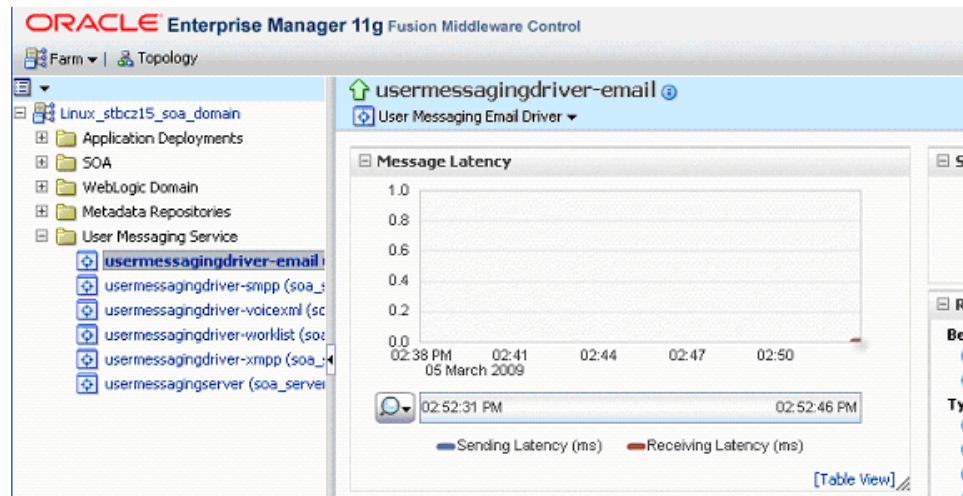 ORACLE Enterprise Manager 11g Fusion Middleware Control
Farm | Topology
Linux_stbcz15_soa_domain
Application Deployments
SOA
WebLogic Domain
Metadata Repositories
User Messaging Service
usermessagingdriver-email
usermessagingdriver-smpp (soa_s
usermessagingdriver-voicexml (so
usermessagingdriver-worklist (soa
usermessagingdriver-xmpp (soa_s
usermessagingserver (soa_server
usermessagingdriver-email
User Messaging Email Driver
Message Latency
1.0
0.8
0.6
0.4
0.2
0.0
02:38 PM 02:41 02:44 02:47 02:50
05 March 2009
02:52:31 PM 02:52:46 PM
Sending Latency (ms) Receiving Latency (ms)
[Table View]
S
R
Be
Ty